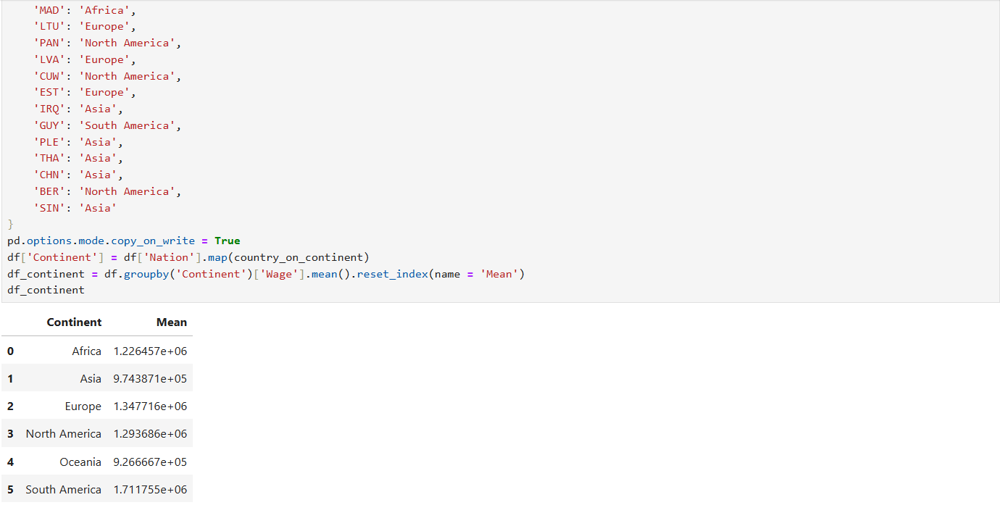 'MAD': 'Africa',
'LTU': 'Europe',
'PAN': 'North America',
'LVA': 'Europe',
'CUW': 'North America',
'EST': 'Europe',
'IRQ': 'Asia',
'GUY': 'South America',
'PLE': 'Asia',
'THA': 'Asia',
'CHN': 'Asia',
'BER': 'North America',
'SIN': 'Asia'
}
pd.options.mode.copy_on_write = True
df['Continent'] = df['Nation'].map(country_on_continent)
df_continent = df.groupby('Continent')['Wage'].mean().reset_index(name = 'Mean')
df_continent
Continent Mean
0 Africa 1.226457e+06
1 Asia 9.743871e+05
2 Europe 1.347716e+06
3 North America 1.293686e+06
4 Oceania 9.266667e+05
5 South America 1.711755e+06